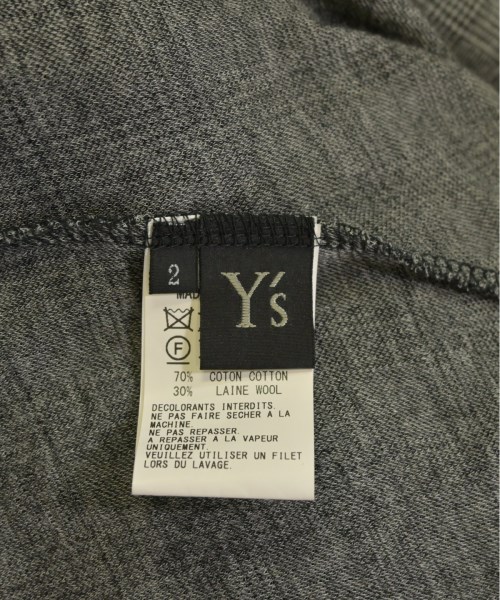 2
Y's
MAD
F
70% COTON COTTON
30% LAINE WOOL
DECOLORANTS INTERDITS.
NE PAS FAIRE SECHER A LA
MACHINE.
NE PAS REPASSER.
A REPASSER A LA VAPEUR
UNIQUEMENT.
VEUILLEZ UTILISER UN FILET
LORS DU LAVAGE.